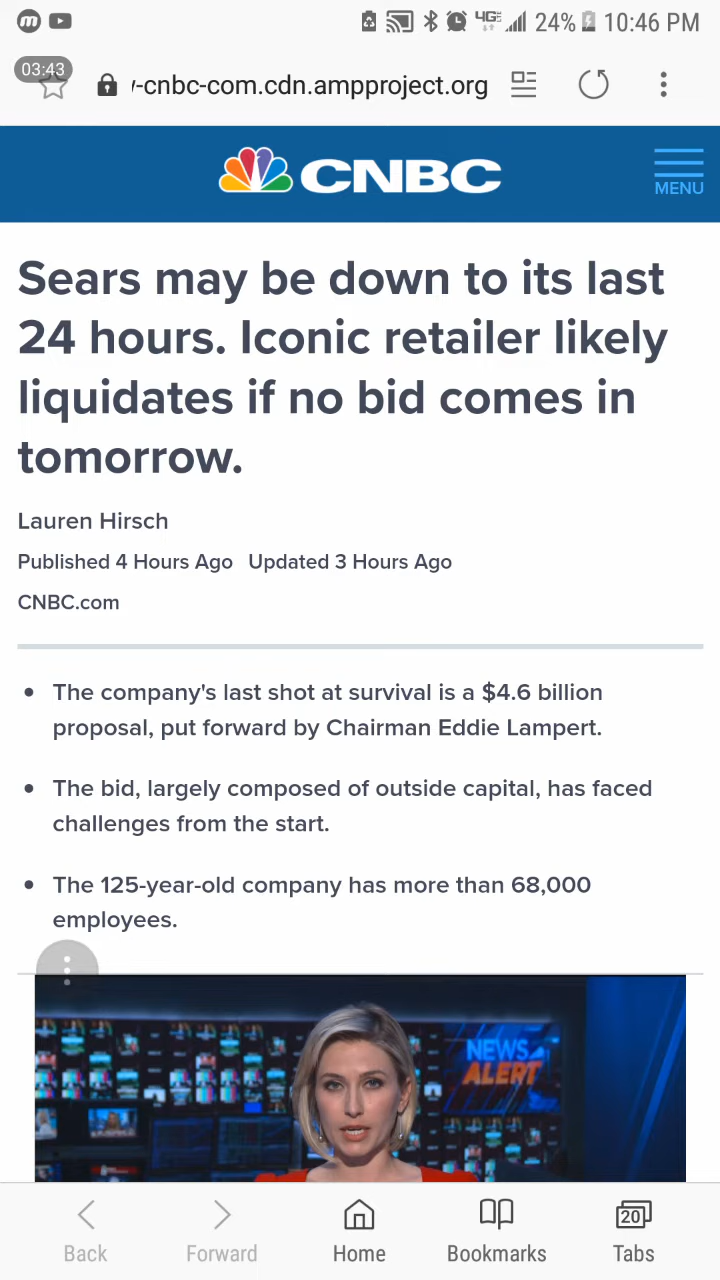 24% 10:46 PM
03:43
-cnbc-com.cdn.ampproject.org
CNBC
MENU
Sears may be down to its last
24 hours. Iconic retailer likely
liquidates if no bid comes in
tomorrow.
Lauren Hirsch
Published 4 Hours Ago Updated 3 Hours Ago
CNBC.com
• The company's last shot at survival is a $4.6 billion
proposal, put forward by Chairman Eddie Lampert.
• The bid, largely composed of outside capital, has faced
challenges from the start.
• The 125-year-old company has more than 68,000
employees.
NEWS
ALERT
20
Back Forward Home Bookmarks Tabs